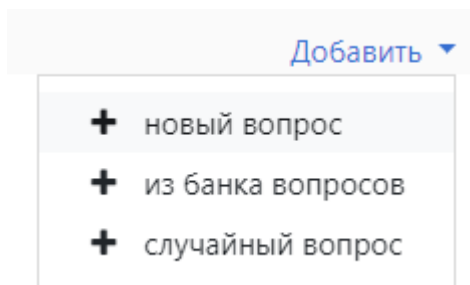 Добавить
новый вопрос
из банка вопросов
случайный вопрос